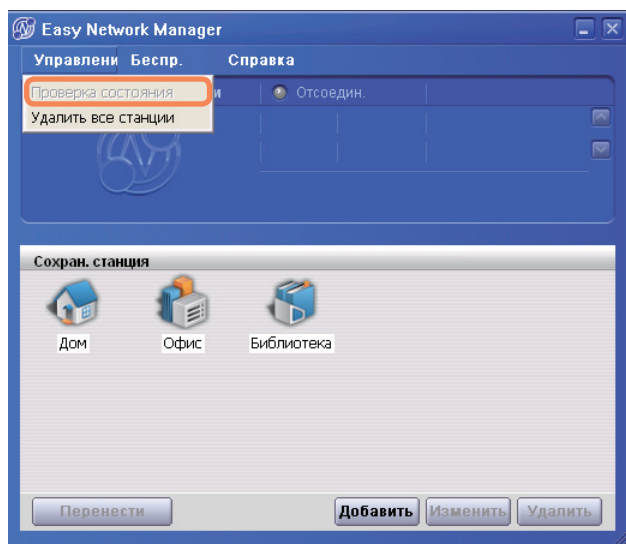 Easy Network Manager
Управлени Беспр. Справка
Проверка состояния и Отсоедин.
Удалить все станции
Сохран. станция
Дом Офис Библиотека
Перенести Добавить Изменить Удалить